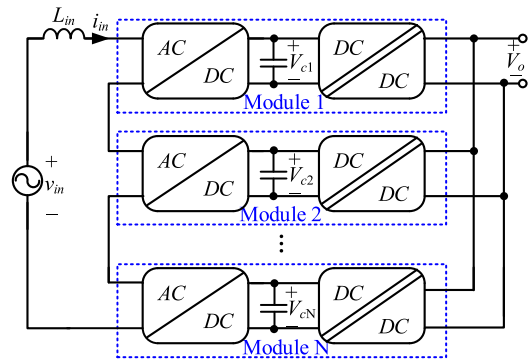 L_in i_in
AC DC + V_c1 − DC DC
Module 1
+ V_o −
AC DC + V_c2 − DC DC
Module 2
+ v_in −
AC DC + V_cN − DC DC
Module N